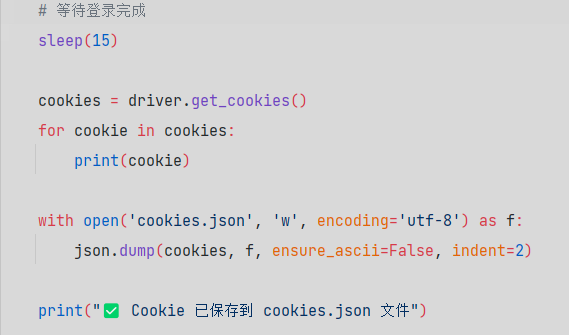 # 等待登录完成
sleep(15)
cookies = driver.get_cookies()
for cookie in cookies:
    print(cookie)
with open('cookies.json', 'w', encoding='utf-8') as f:
    json.dump(cookies, f, ensure_ascii=False, indent=2)
print("✅ Cookie 已保存到 cookies.json 文件")